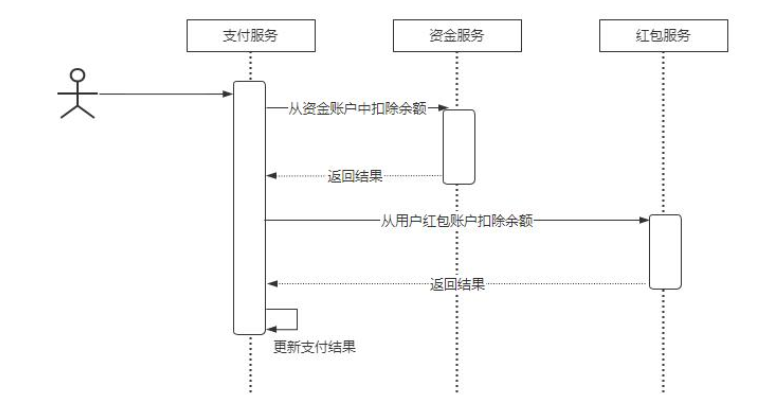 支付服务
资金服务
红包服务
从资金账户中扣除余额
返回结果
从用户红包账户扣除余额
返回结果
更新支付结果